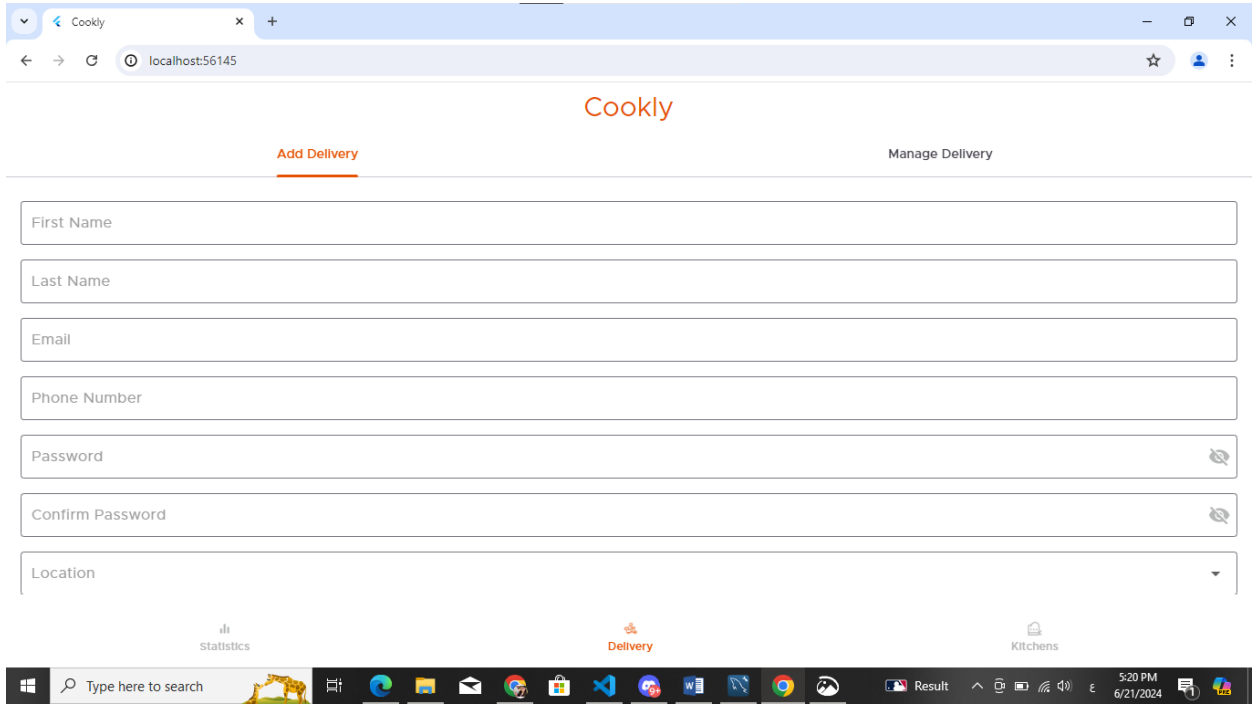 Cookly
localhost:56145
Cookly
Add Delivery
Manage Delivery
First Name
Last Name
Email
Phone Number
Password
Confirm Password
Location
Statistics
Delivery
Kitchens
Type here to search
Result
ع
5:20 PM
6/21/2024
1